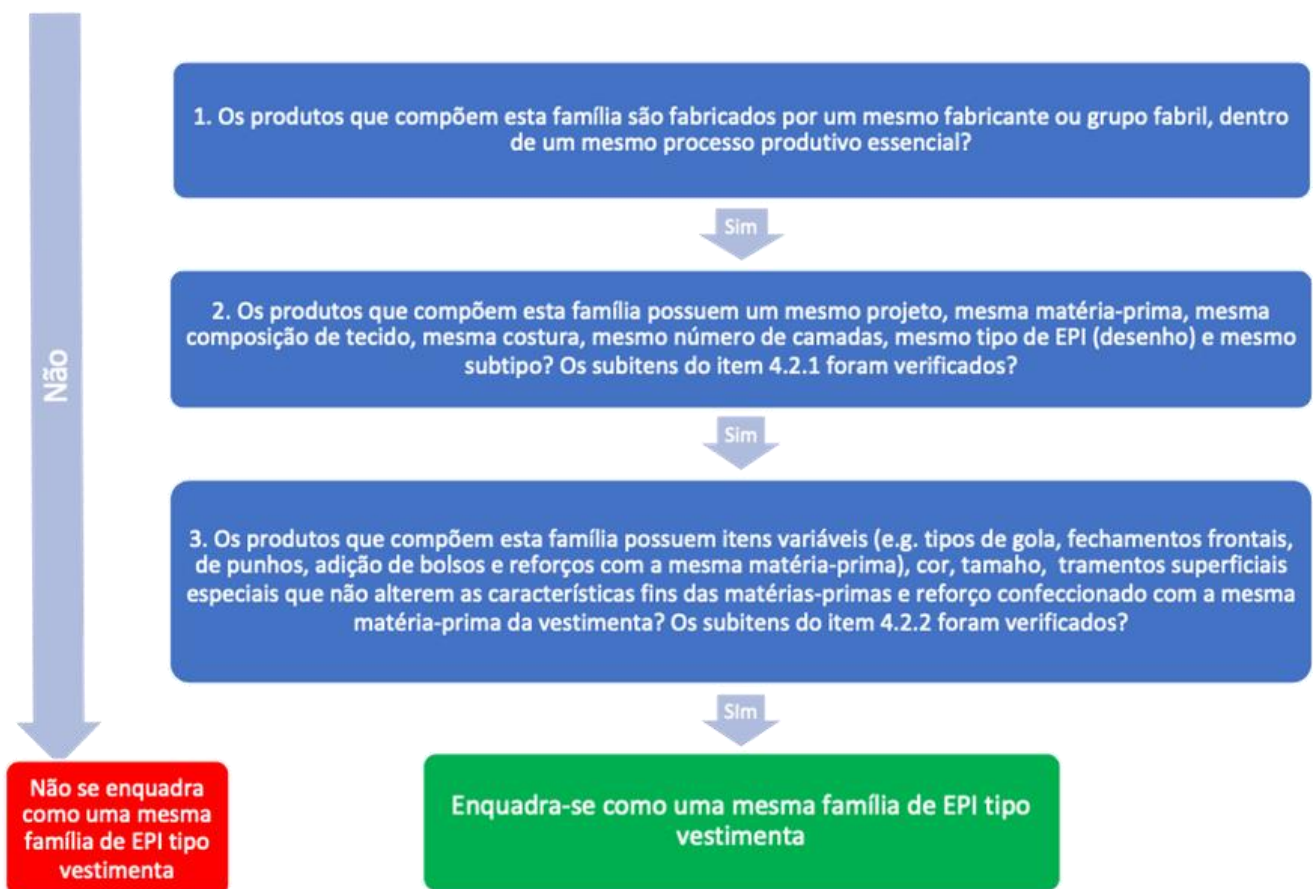 1. Os produtos que compõem esta família são fabricados por um mesmo fabricante ou grupo fabril, dentro
de um mesmo processo produtivo essencial?
Sim
2. Os produtos que compõem esta família possuem um mesmo projeto, mesma matéria-prima, mesma
composição de tecido, mesma costura, mesmo número de camadas, mesmo tipo de EPI (desenho) e mesmo
subtipo? Os subitens do item 4.2.1 foram verificados?
Não
Sim
3. Os produtos que compõem esta família possuem itens variáveis (e.g. tipos de gola, fechamentos frontais,
de punhos, adição de bolsos e reforços com a mesma matéria-prima), cor, tamanho, tramentos superficiais
especiais que não alterem as características fins das matérias-primas e reforço confeccionado com a mesma
matéria-prima da vestimenta? Os subitens do item 4.2.2 foram verificados?
Sim
Não se enquadra
como uma mesma
família de EPI tipo
vestimenta
Enquadra-se como uma mesma família de EPI tipo
vestimenta